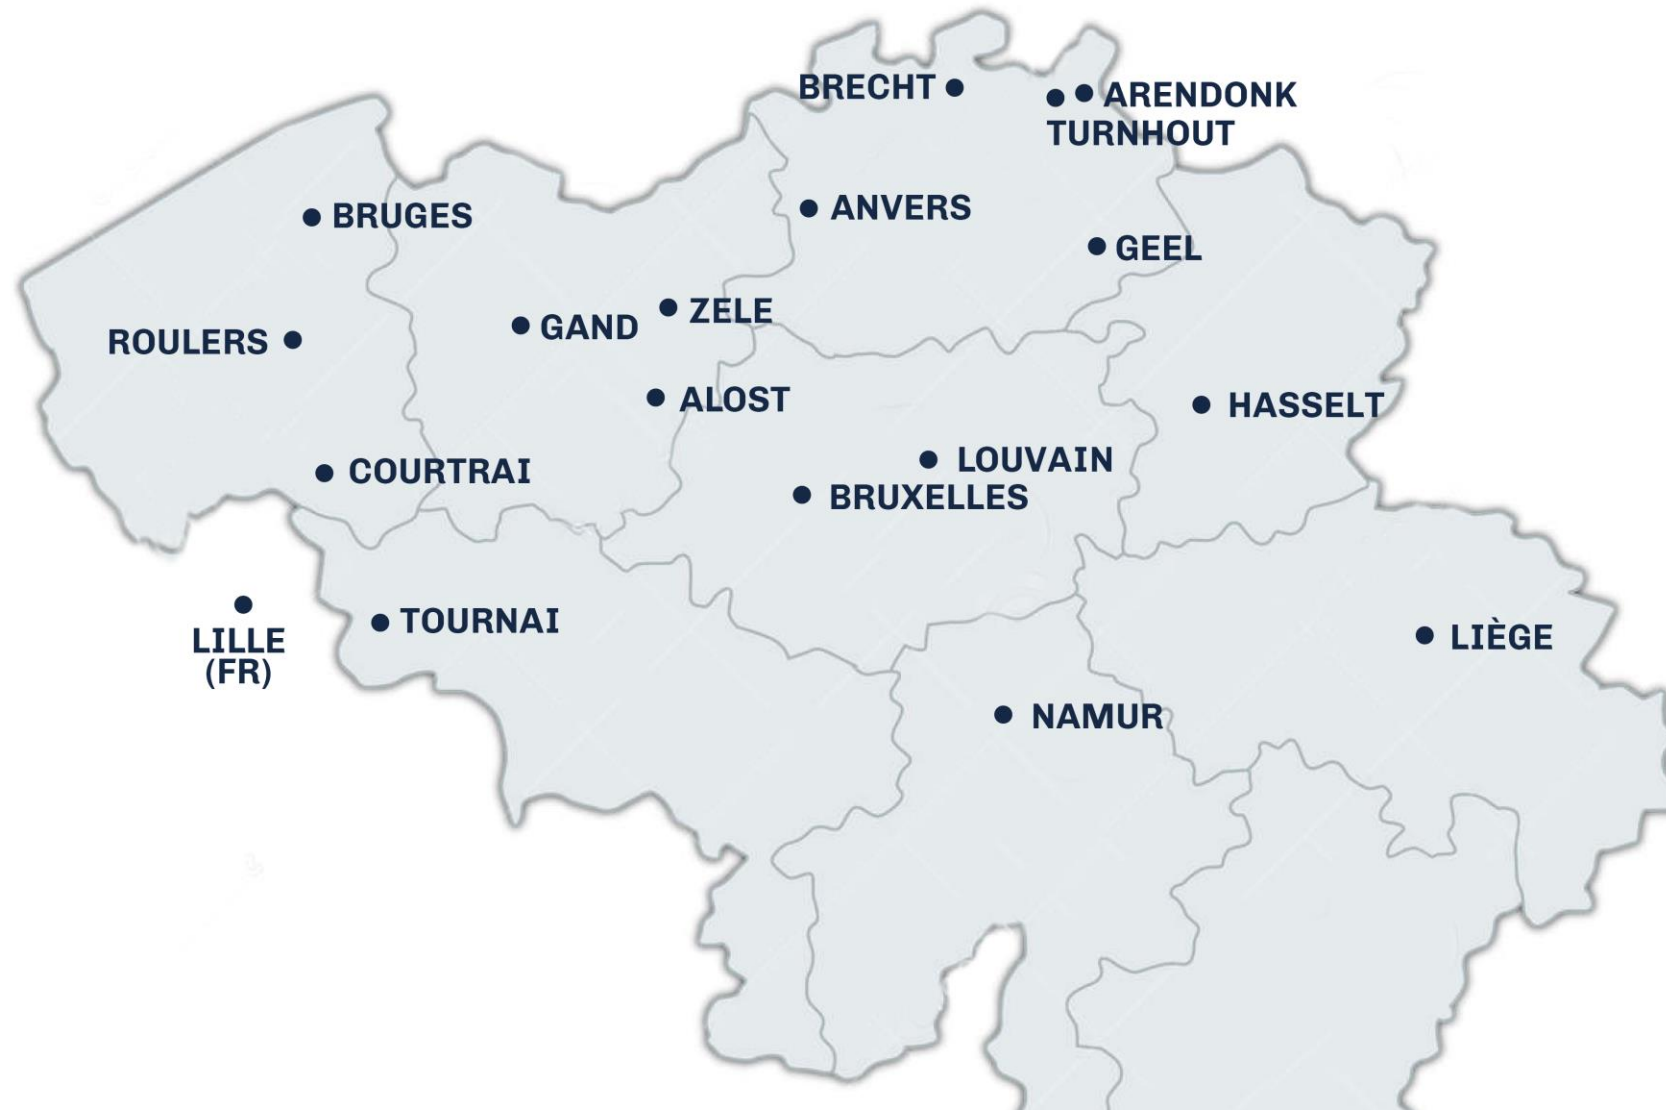 BRECHT
ARENDONK
TURNHOUT
BRUGES
ANVERS
GEEL
ZELE
GAND
ROULERS
ALOST
HASSELT
COURTRAI
LOUVAIN
BRUXELLES
TOURNAI
LILLE
(FR)
LIÈGE
NAMUR